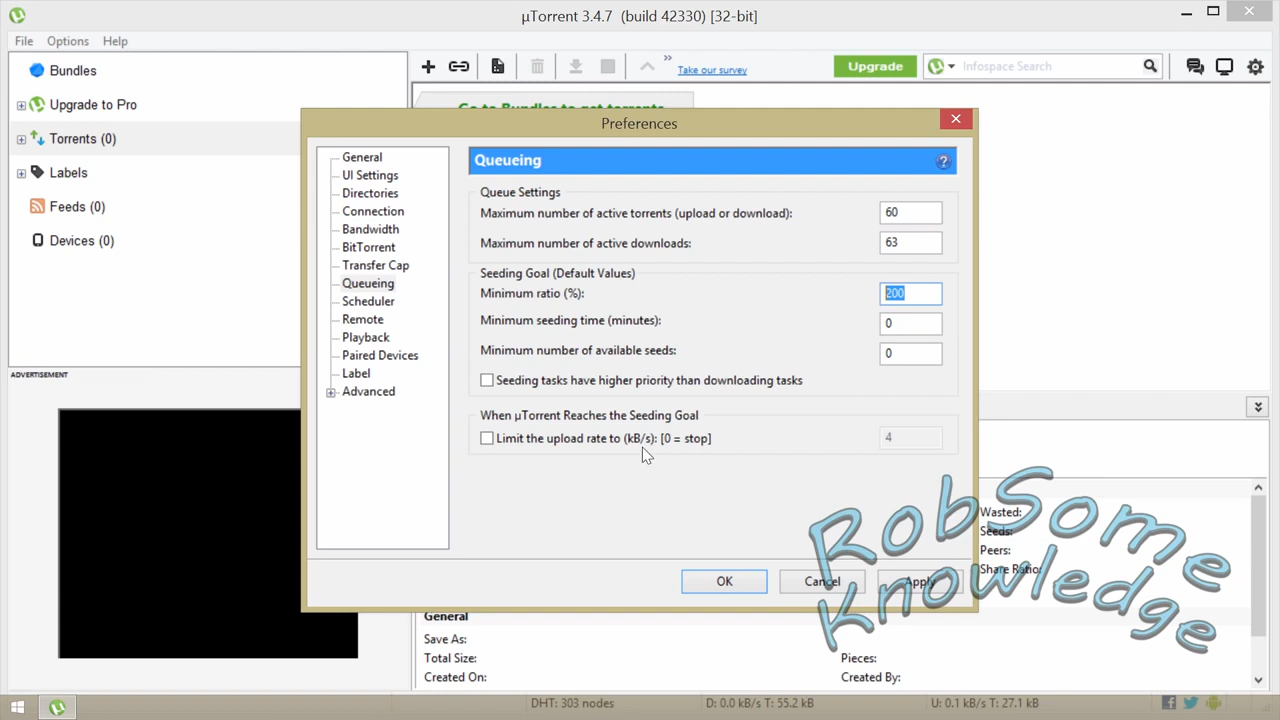 µTorrent 3.4.7 (build 42330) [32-bit]
File Options Help
Bundles
Upgrade to Pro
Torrents (0)
Labels
Feeds (0)
Devices (0)
ADVERTISEMENT
Take our survey
Upgrade
Infospace Search
Go to Bundles to get torrents
Preferences
General
UI Settings
Directories
Connection
Bandwidth
BitTorrent
Transfer Cap
Queueing
Scheduler
Remote
Playback
Paired Devices
Label
Advanced
Queueing
?
Queue Settings
Maximum number of active torrents (upload or download): 60
Maximum number of active downloads: 63
Seeding Goal (Default Values)
Minimum ratio (%): 200
Minimum seeding time (minutes): 0
Minimum number of available seeds: 0
Seeding tasks have higher priority than downloading tasks
When µTorrent Reaches the Seeding Goal
Limit the upload rate to (kB/s): [0 = stop] 4
OK Cancel Apply
Wasted:
Seeds:
Peers:
Share Ratio:
RobSome
Knowledge
General
Save As:
Total Size: Pieces:
Created On: Created By:
DHT: 303 nodes D: 0.0 kB/s T: 55.2 kB U: 0.1 kB/s T: 27.1 kB